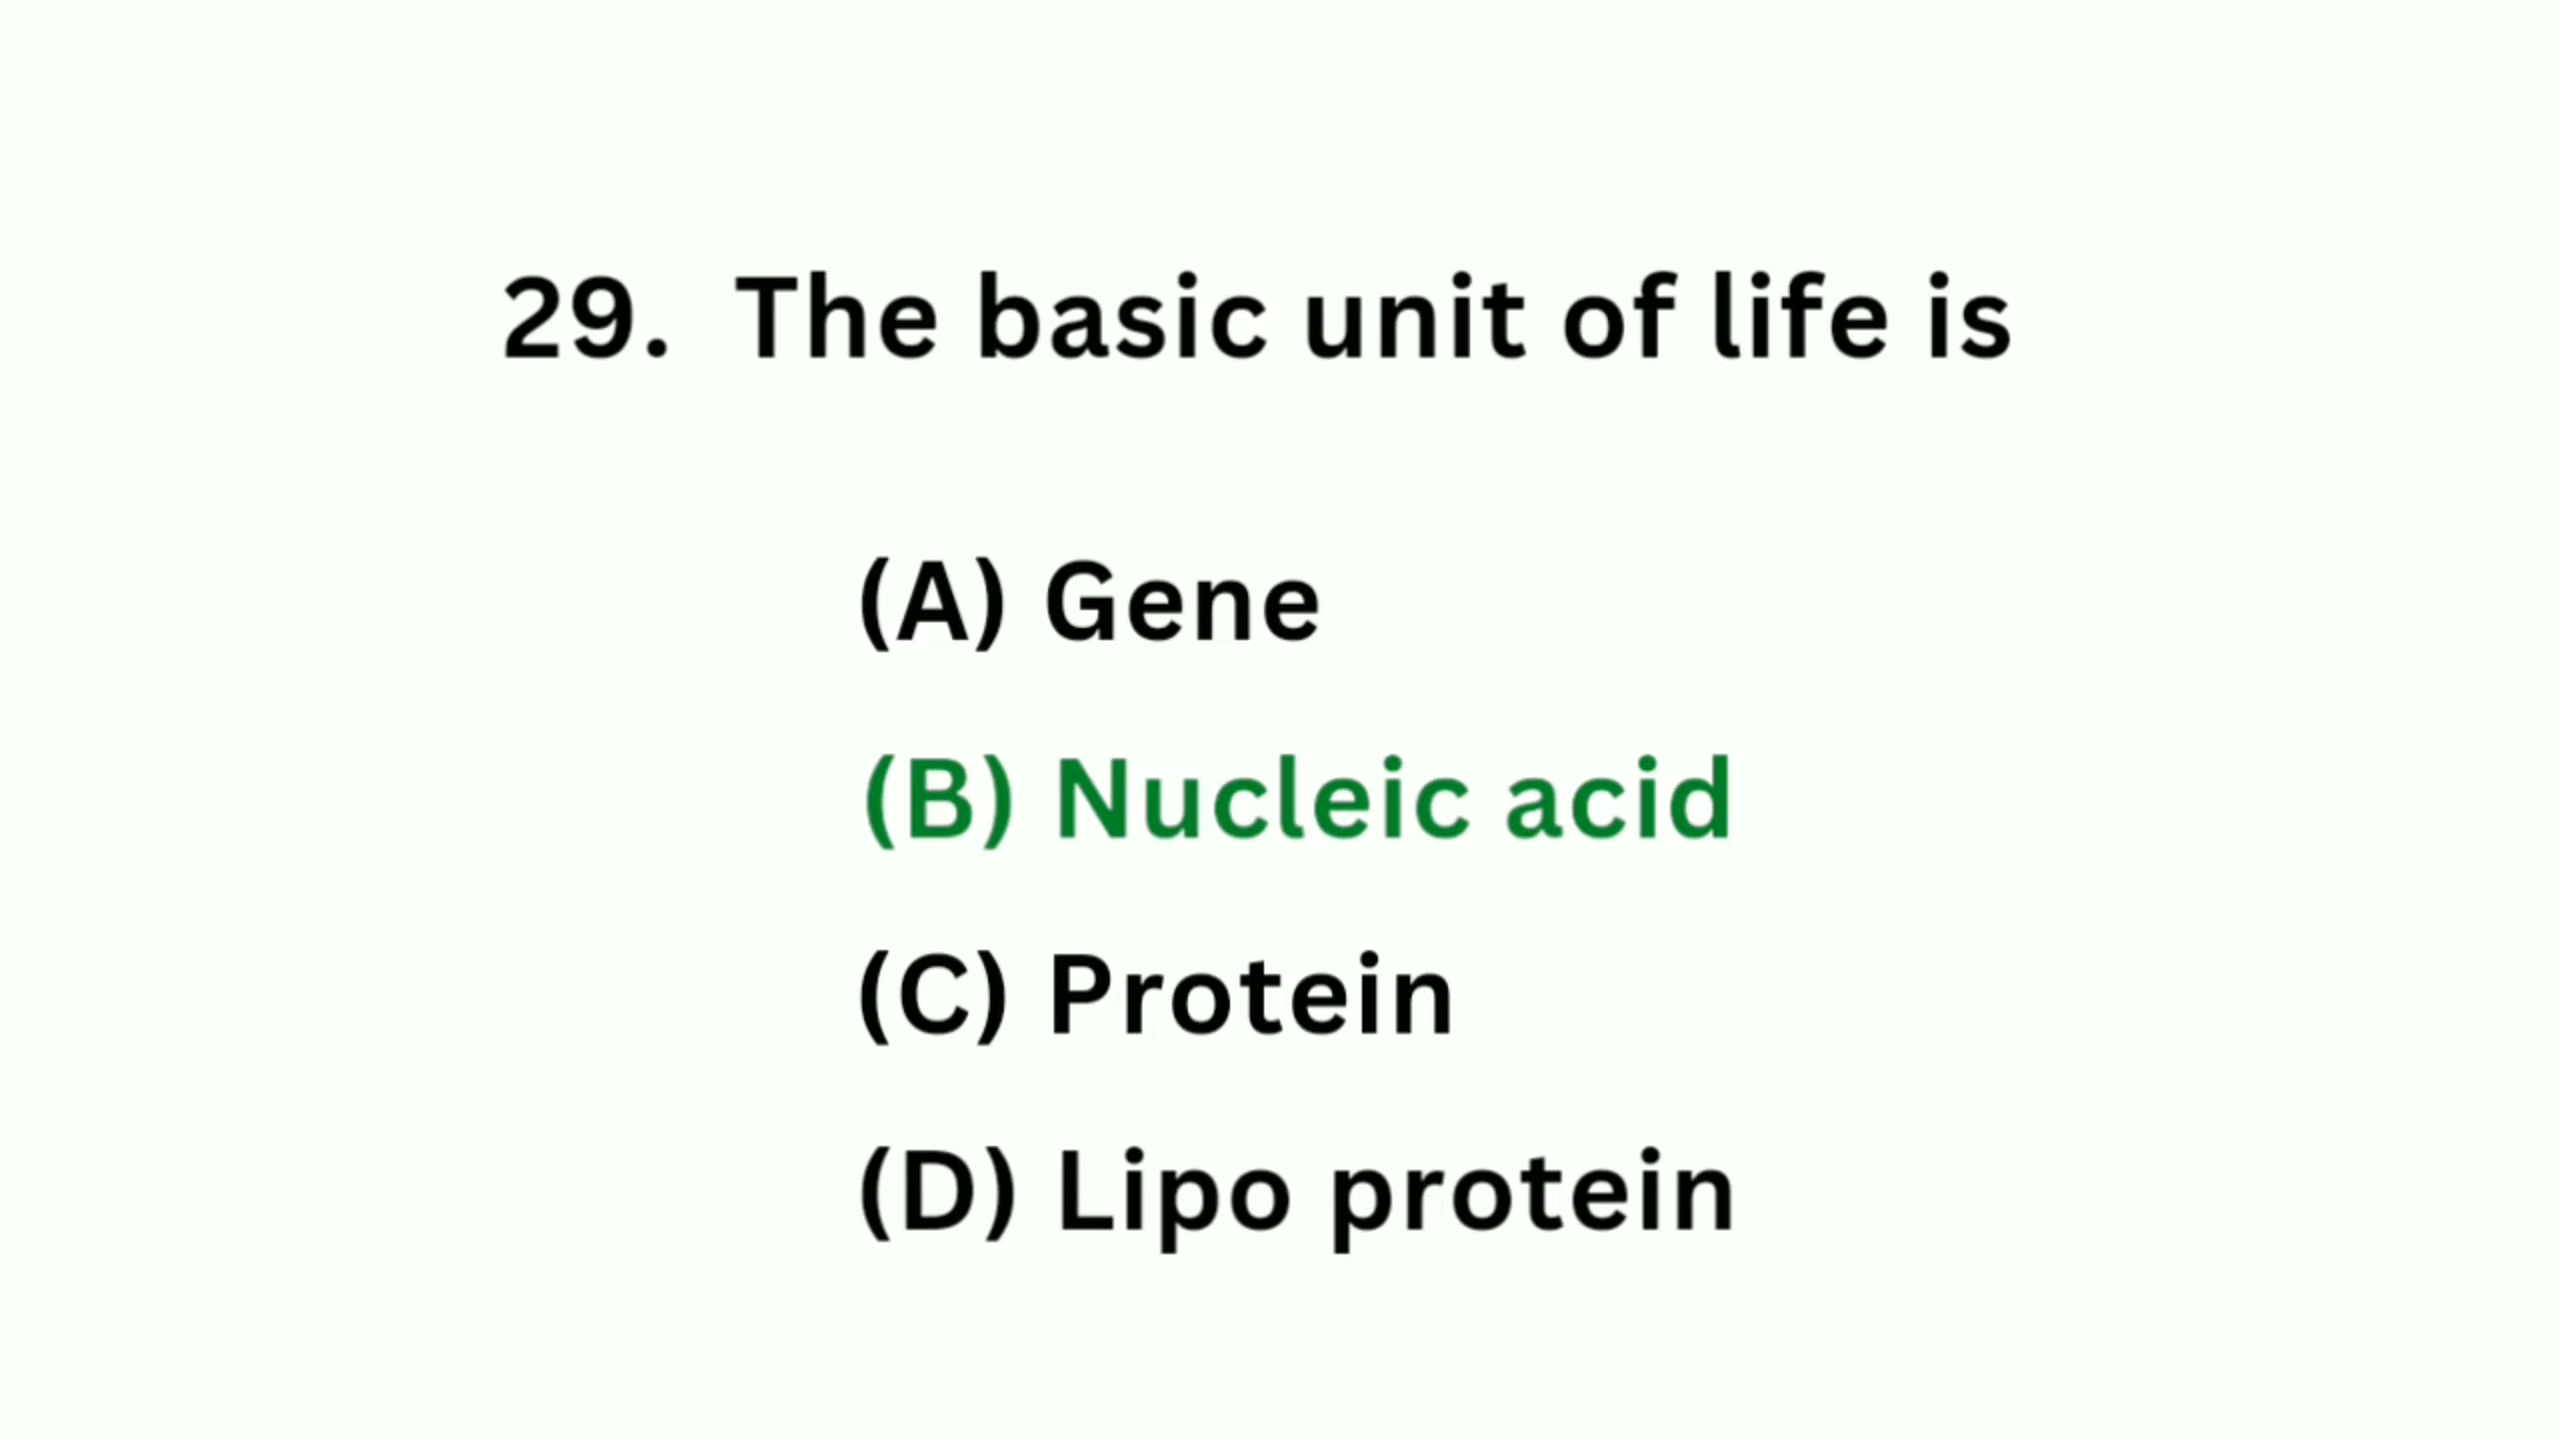 29. The basic unit of life is
(A) Gene
(B) Nucleic acid
(C) Protein
(D) Lipo protein